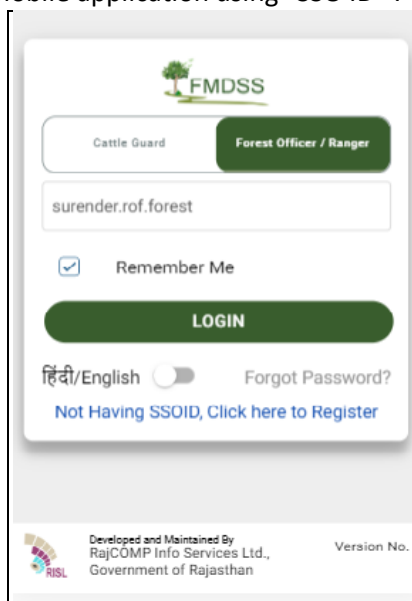 mobile application using "SSO ID".
FMDSS
Cattle Guard
Forest Officer / Ranger
surender.rof.forest
Remember Me
LOGIN
हिंदी/English
Forgot Password?
Not Having SSOID, Click here to Register
RISL
Developed and Maintained By
RajCOMP Info Services Ltd.,
Government of Rajasthan
Version No.